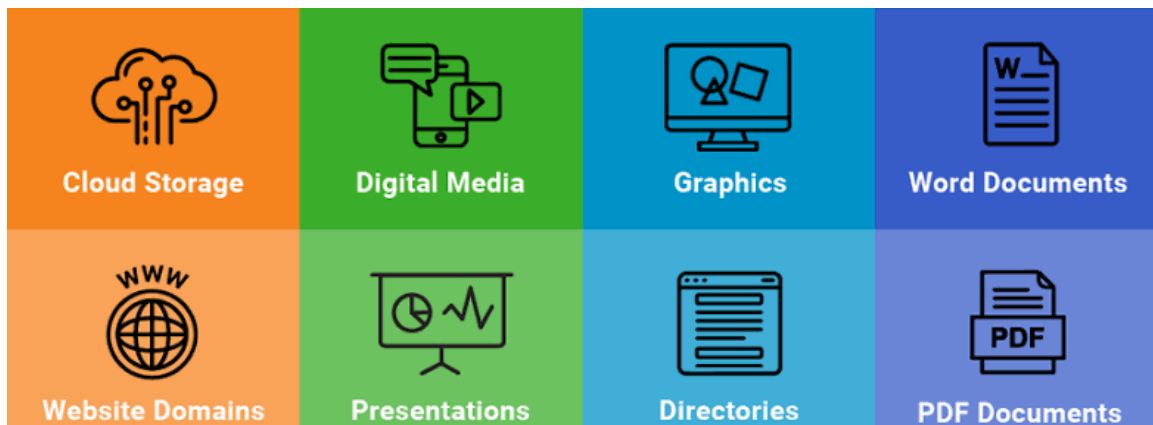 Cloud Storage
Digital Media
Graphics
W
Word Documents
WWW
Website Domains
Presentations
Directories
PDF
PDF Documents